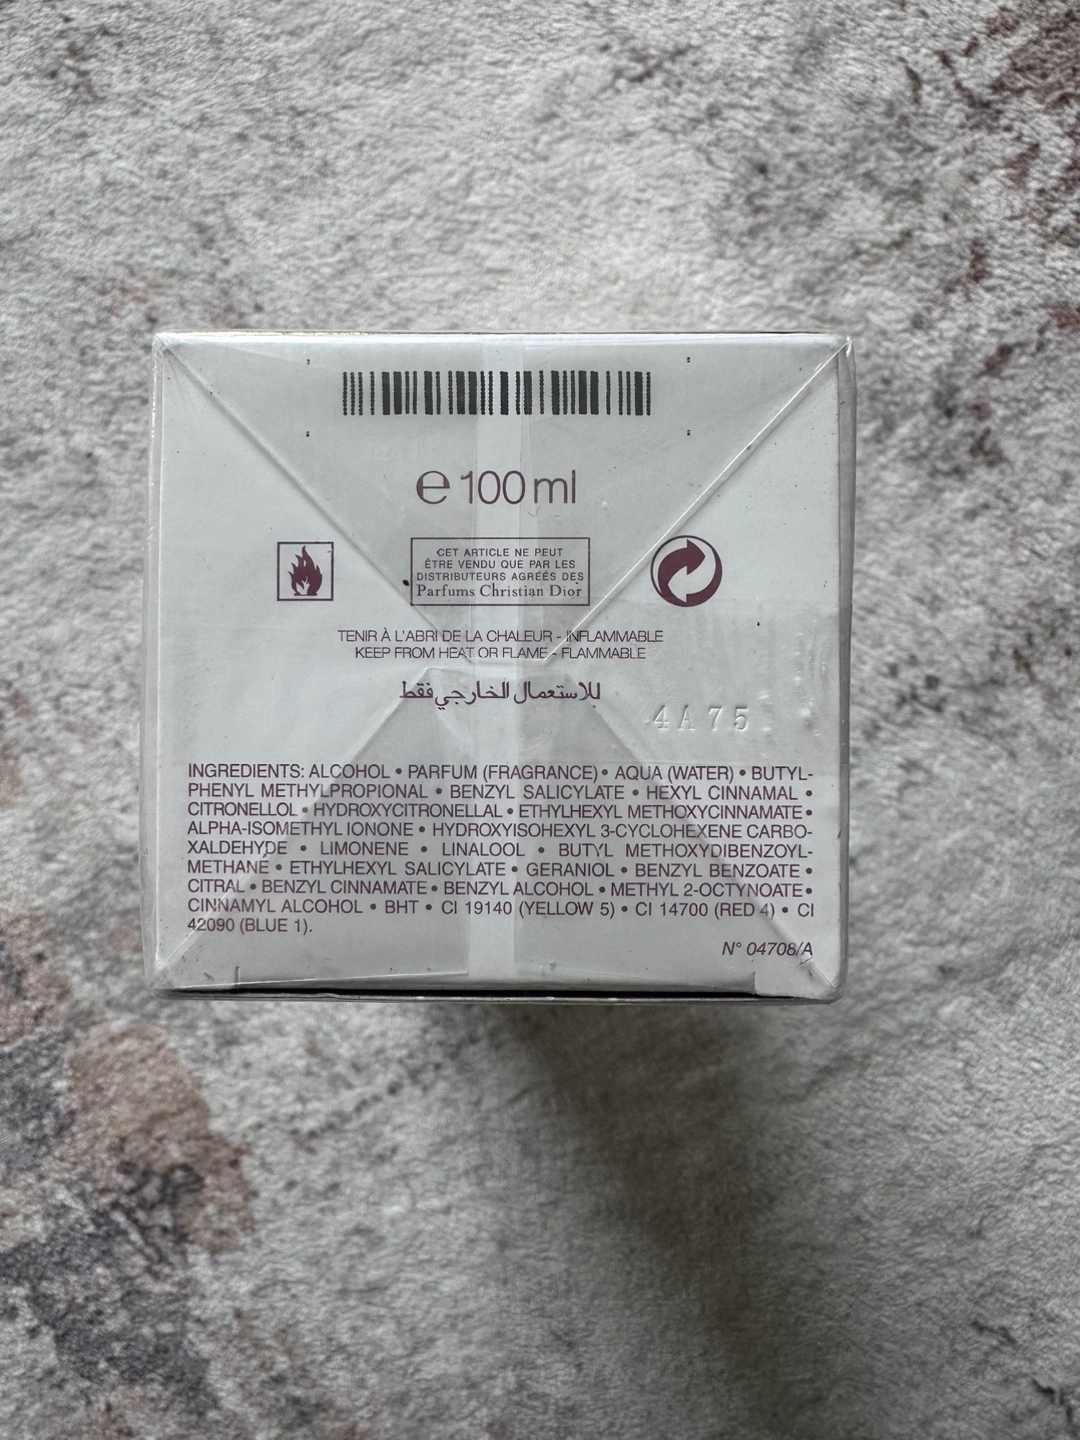 e 100 ml
CET ARTICLE NE PEUT
ÊTRE VENDU QUE PAR LES
DISTRIBUTEURS AGRÉÉS DES
Parfums Christian Dior
TENIR À L'ABRI DE LA CHALEUR - INFLAMMABLE
KEEP FROM HEAT OR FLAME - FLAMMABLE
للاستعمال الخارجي فقط
4A75
INGREDIENTS: ALCOHOL • PARFUM (FRAGRANCE) • AQUA (WATER) • BUTYL-
PHENYL METHYLPROPIONAL • BENZYL SALICYLATE • HEXYL CINNAMAL •
CITRONELLOL • HYDROXYCITRONELLAL • ETHYLHEXYL METHOXYCINNAMATE •
ALPHA-ISOMETHYL IONONE • HYDROXYISOHEXYL 3-CYCLOHEXENE CARBO-
XALDEHYDE • LIMONENE • LINALOOL • BUTYL METHOXYDIBENZOYL-
METHANE • ETHYLHEXYL SALICYLATE • GERANIOL • BENZYL BENZOATE •
CITRAL • BENZYL CINNAMATE • BENZYL ALCOHOL • METHYL 2-OCTYNOATE •
CINNAMYL ALCOHOL • BHT • CI 19140 (YELLOW 5) • CI 14700 (RED 4) • CI
42090 (BLUE 1).
N° 04708/A